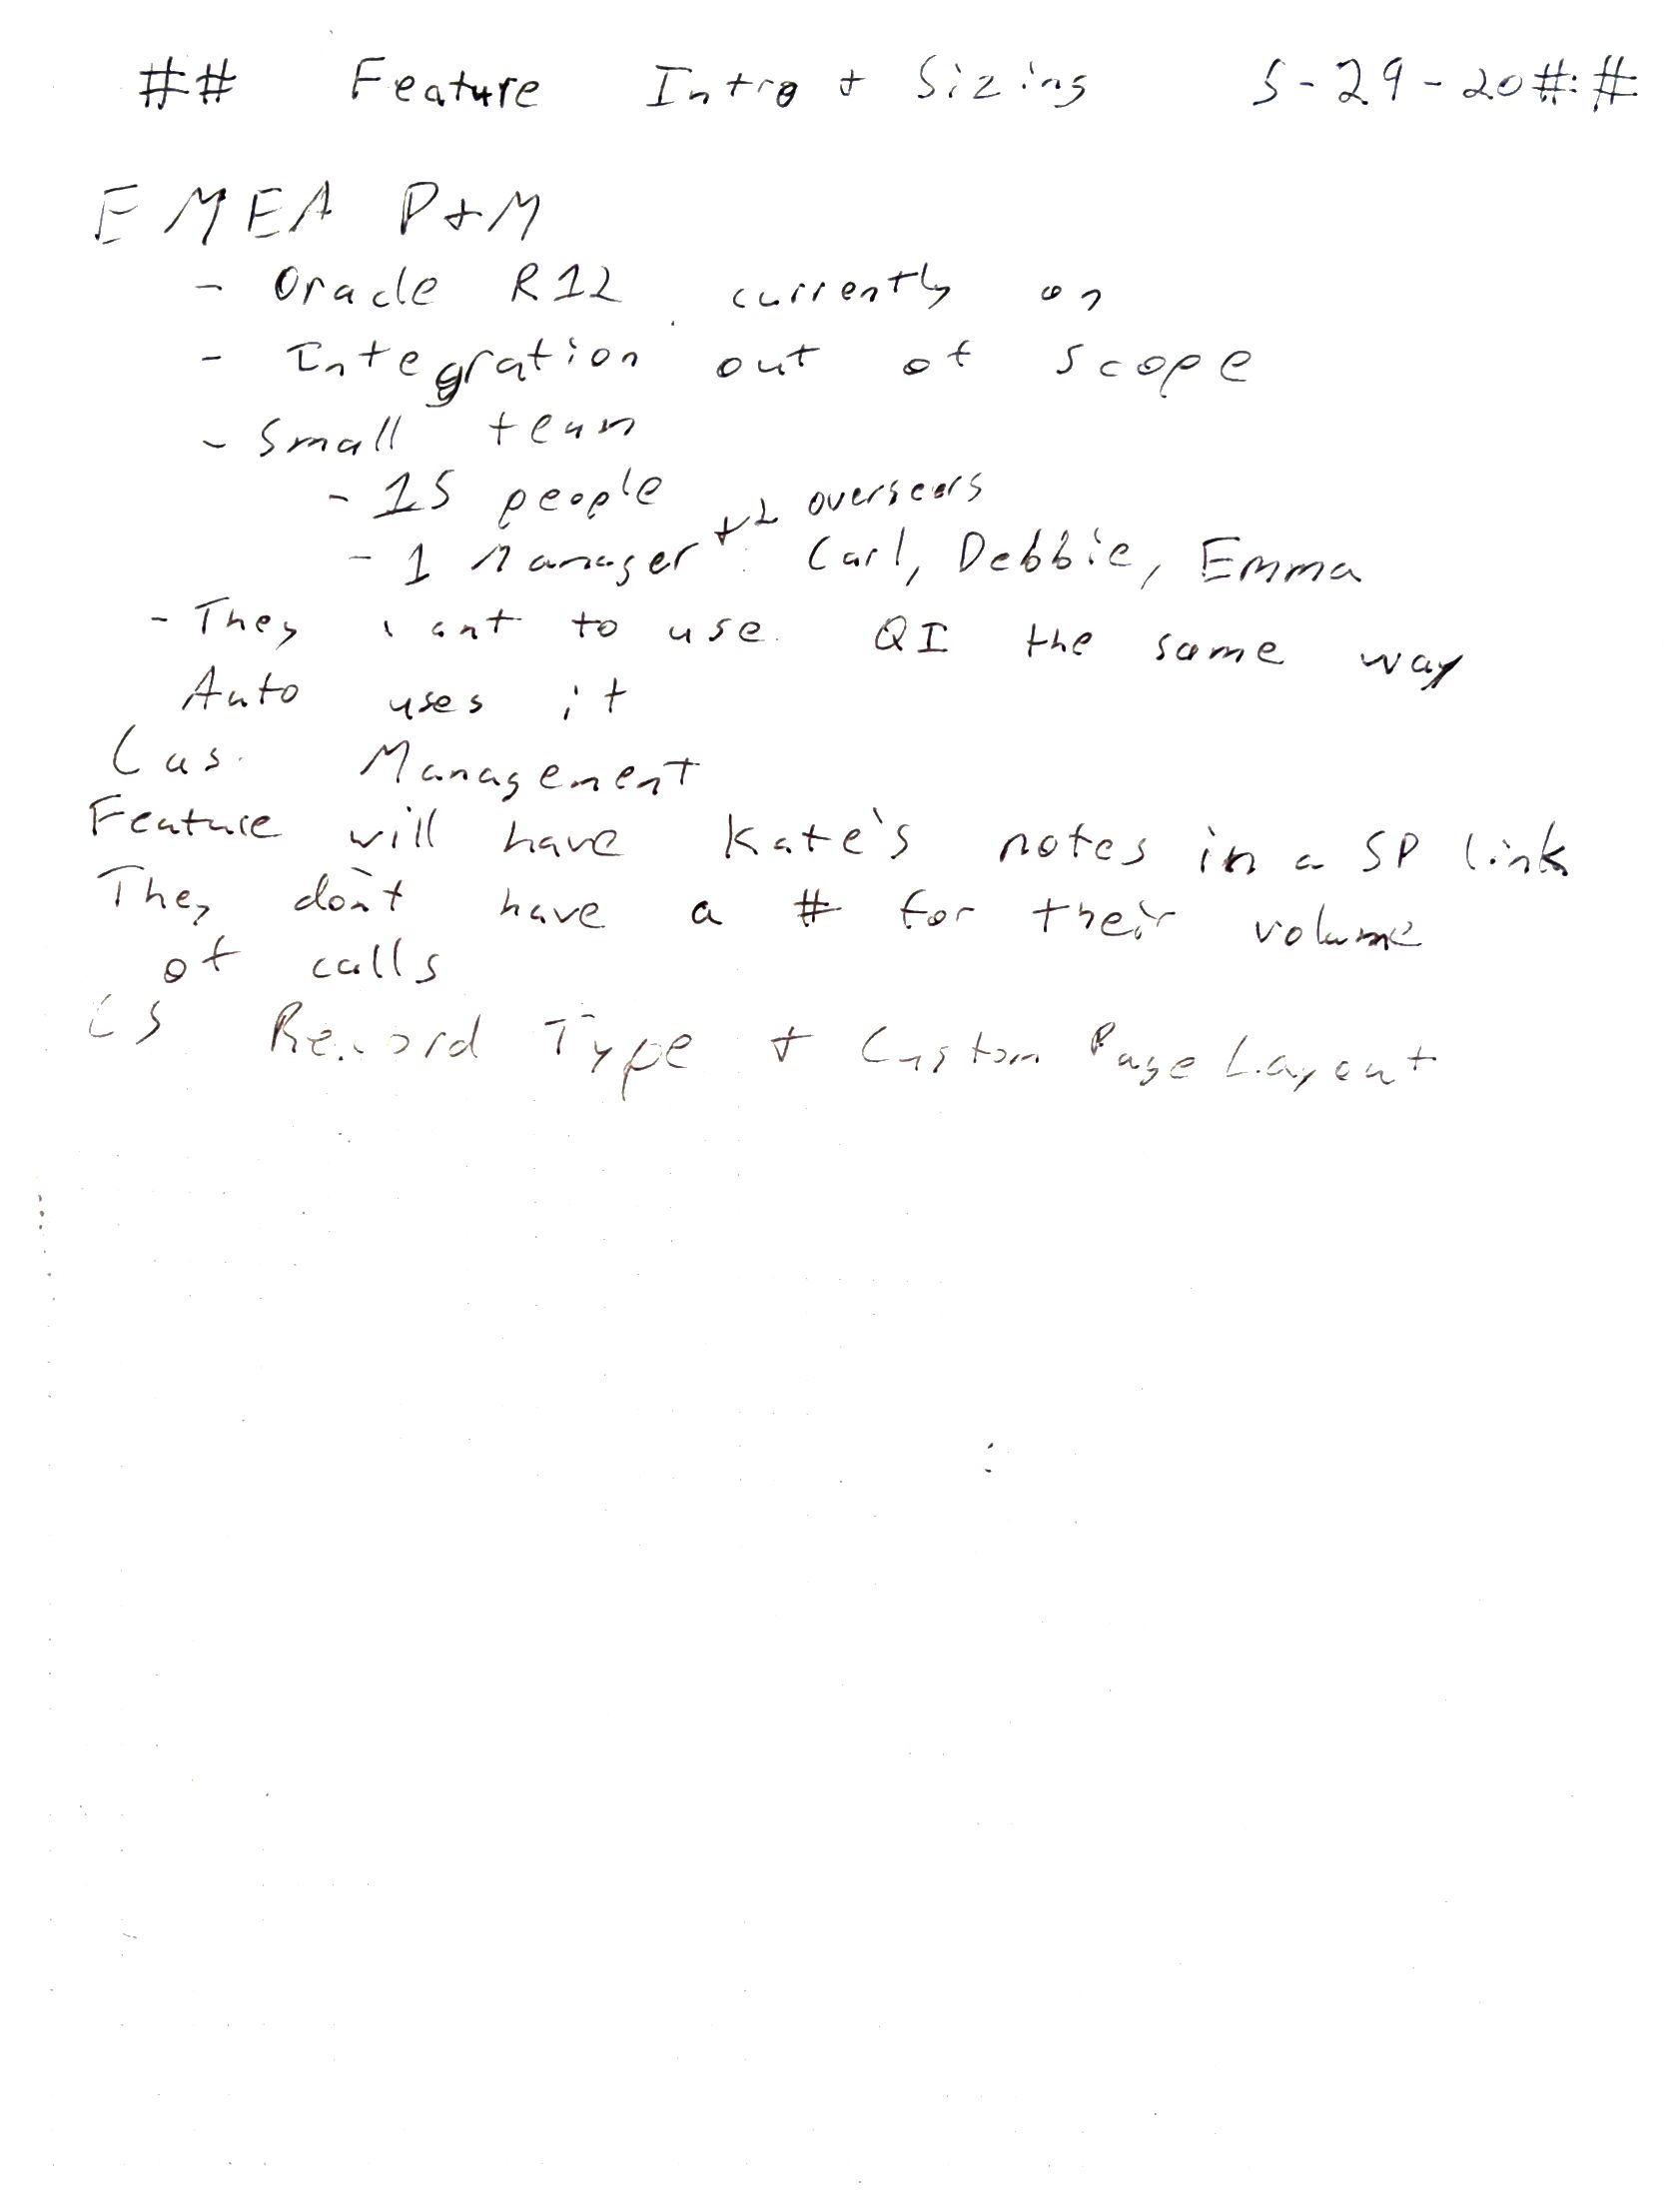 ## Feature Intro + Sizing 5-29-20##
EMEA P+M
- Oracle R12 currently on
- Integration out of scope
- Small team
- 15 people
- 1 Manager +2 overseers Carl, Debbie, Emma
- They want to use QI the same way
Auto uses it
Cus. Management
Feature will have Kate's notes in a SP link
They don't have a # for their volume
of calls
CS Record Type + Custom Page Layout